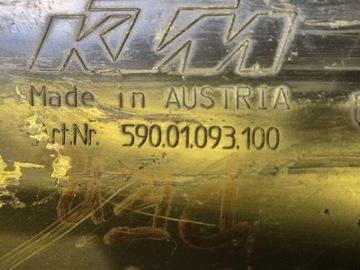 KTM
Made in AUSTRIA
Art.Nr. 590.01.093.100